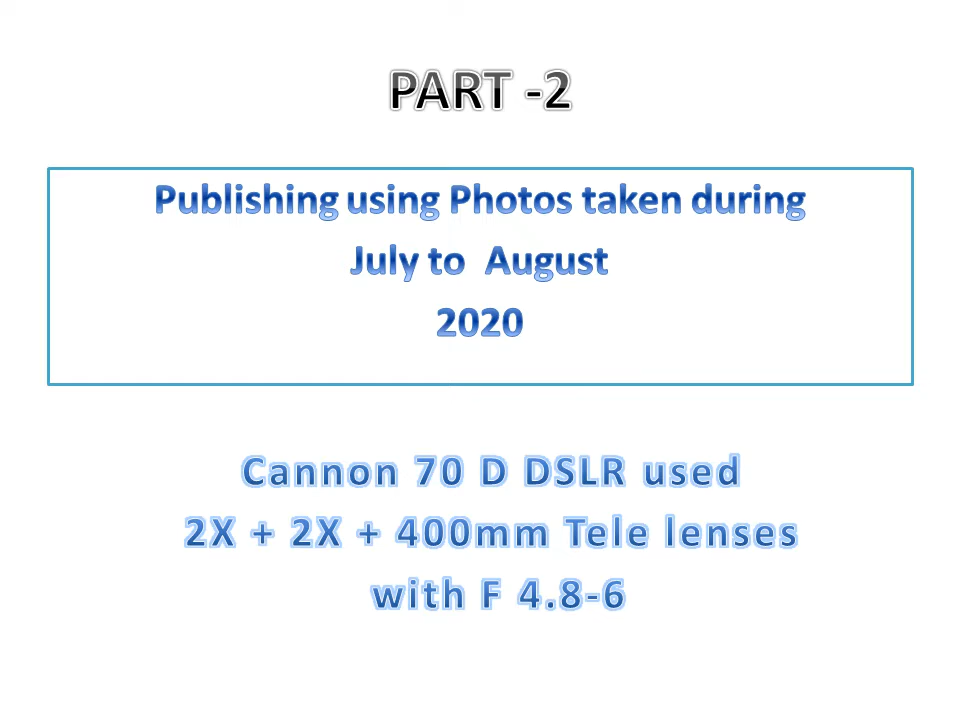 PART -2
Publishing using Photos taken during
July to August
2020
Cannon 70 D DSLR used
2X + 2X + 400mm Tele lenses
with F 4.8-6